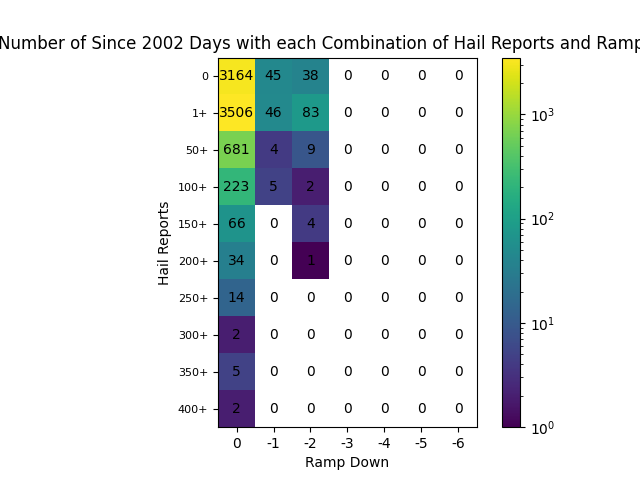 Number of Since 2002 Days with each Combination of Hail Reports and Ramp
0 3164 45 38 0 0 0 0
1+ 3506 46 83 0 0 0 0
50+ 681 4 9 0 0 0 0
100+ 223 5 2 0 0 0 0
150+ 66 0 4 0 0 0 0
200+ 34 0 1 0 0 0 0
250+ 14 0 0 0 0 0 0
300+ 2 0 0 0 0 0 0
350+ 5 0 0 0 0 0 0
400+ 2 0 0 0 0 0 0
0 -1 -2 -3 -4 -5 -6
Ramp Down
Hail Reports
10³
10²
10¹
10⁰